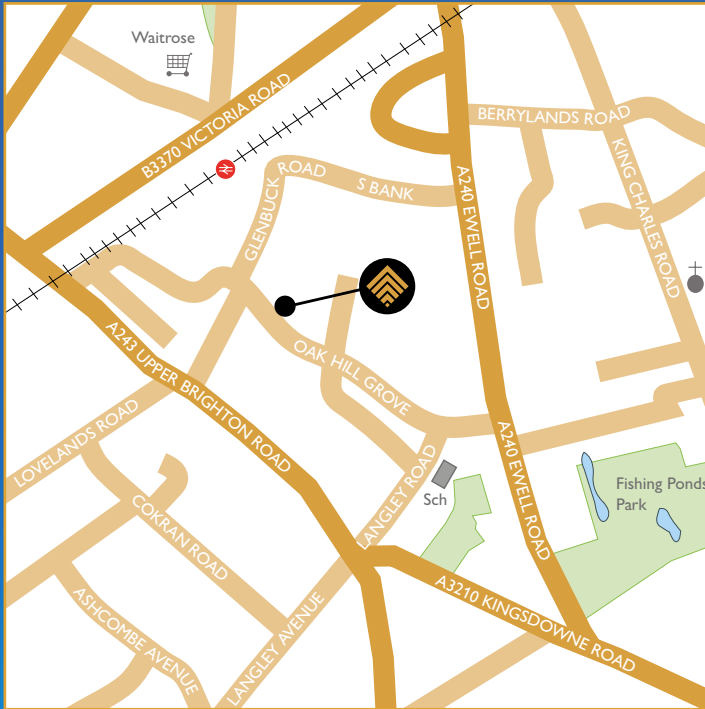 Waitrose
B3370 VICTORIA ROAD
BERRYLANDS ROAD
KING CHARLES ROAD
GLENBUCK
ROAD
S BANK
A240 EWELL ROAD
A243 UPPER BRIGHTON ROAD
OAK HILL GROVE
LOVELANDS ROAD
LANGLEY ROAD
A240 EWELL ROAD
Sch
Fishing Ponds
Park
COKRAN ROAD
ASHCOMBE AVENUE
LANGLEY AVENUE
A3210 KINGSDOWNE ROAD